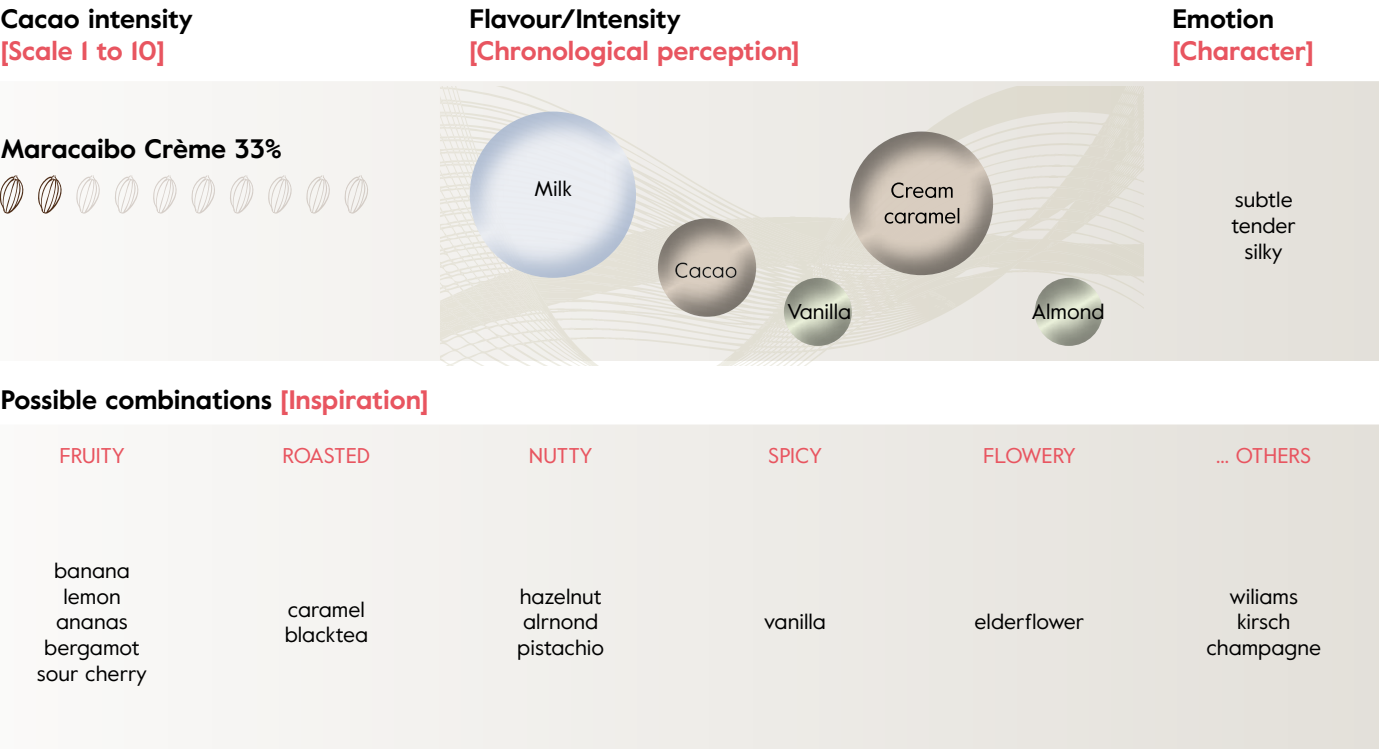 Cacao intensity
[Scale 1 to 10]
Flavour/Intensity
[Chronological perception]
Emotion
[Character]
Maracaibo Crème 33%
Milk
Cacao
Vanilla
Cream
caramel
Almond
subtle
tender
silky
Possible combinations [Inspiration]
FRUITY
banana
lemon
ananas
bergamot
sour cherry
ROASTED
caramel
blacktea
NUTTY
hazelnut
alrnond
pistachio
SPICY
vanilla
FLOWERY
elderflower
... OTHERS
wiliams
kirsch
champagne